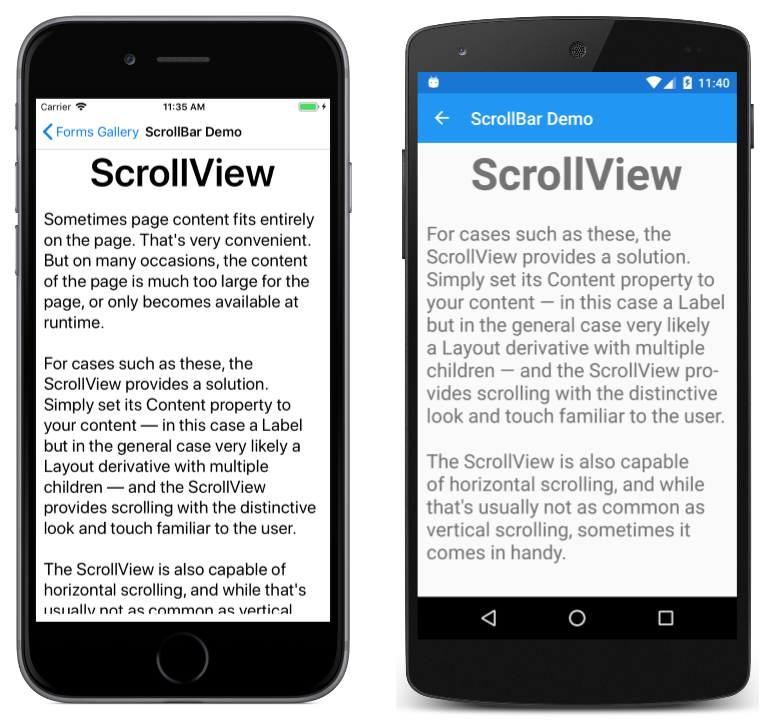 Carrier 11:35 AM
Forms Gallery ScrollBar Demo
ScrollView
Sometimes page content fits entirely
on the page. That's very convenient.
But on many occasions, the content
of the page is much too large for the
page, or only becomes available at
runtime.
For cases such as these, the
ScrollView provides a solution.
Simply set its Content property to
your content — in this case a Label
but in the general case very likely a
Layout derivative with multiple
children — and the ScrollView
provides scrolling with the distinctive
look and touch familiar to the user.
The ScrollView is also capable of
horizontal scrolling, and while that's
usually not as common as vertical
11:40
ScrollBar Demo
ScrollView
For cases such as these, the
ScrollView provides a solution.
Simply set its Content property to
your content — in this case a Label
but in the general case very likely
a Layout derivative with multiple
children — and the ScrollView pro-
vides scrolling with the distinctive
look and touch familiar to the user.
The ScrollView is also capable
of horizontal scrolling, and while
that's usually not as common as
vertical scrolling, sometimes it
comes in handy.